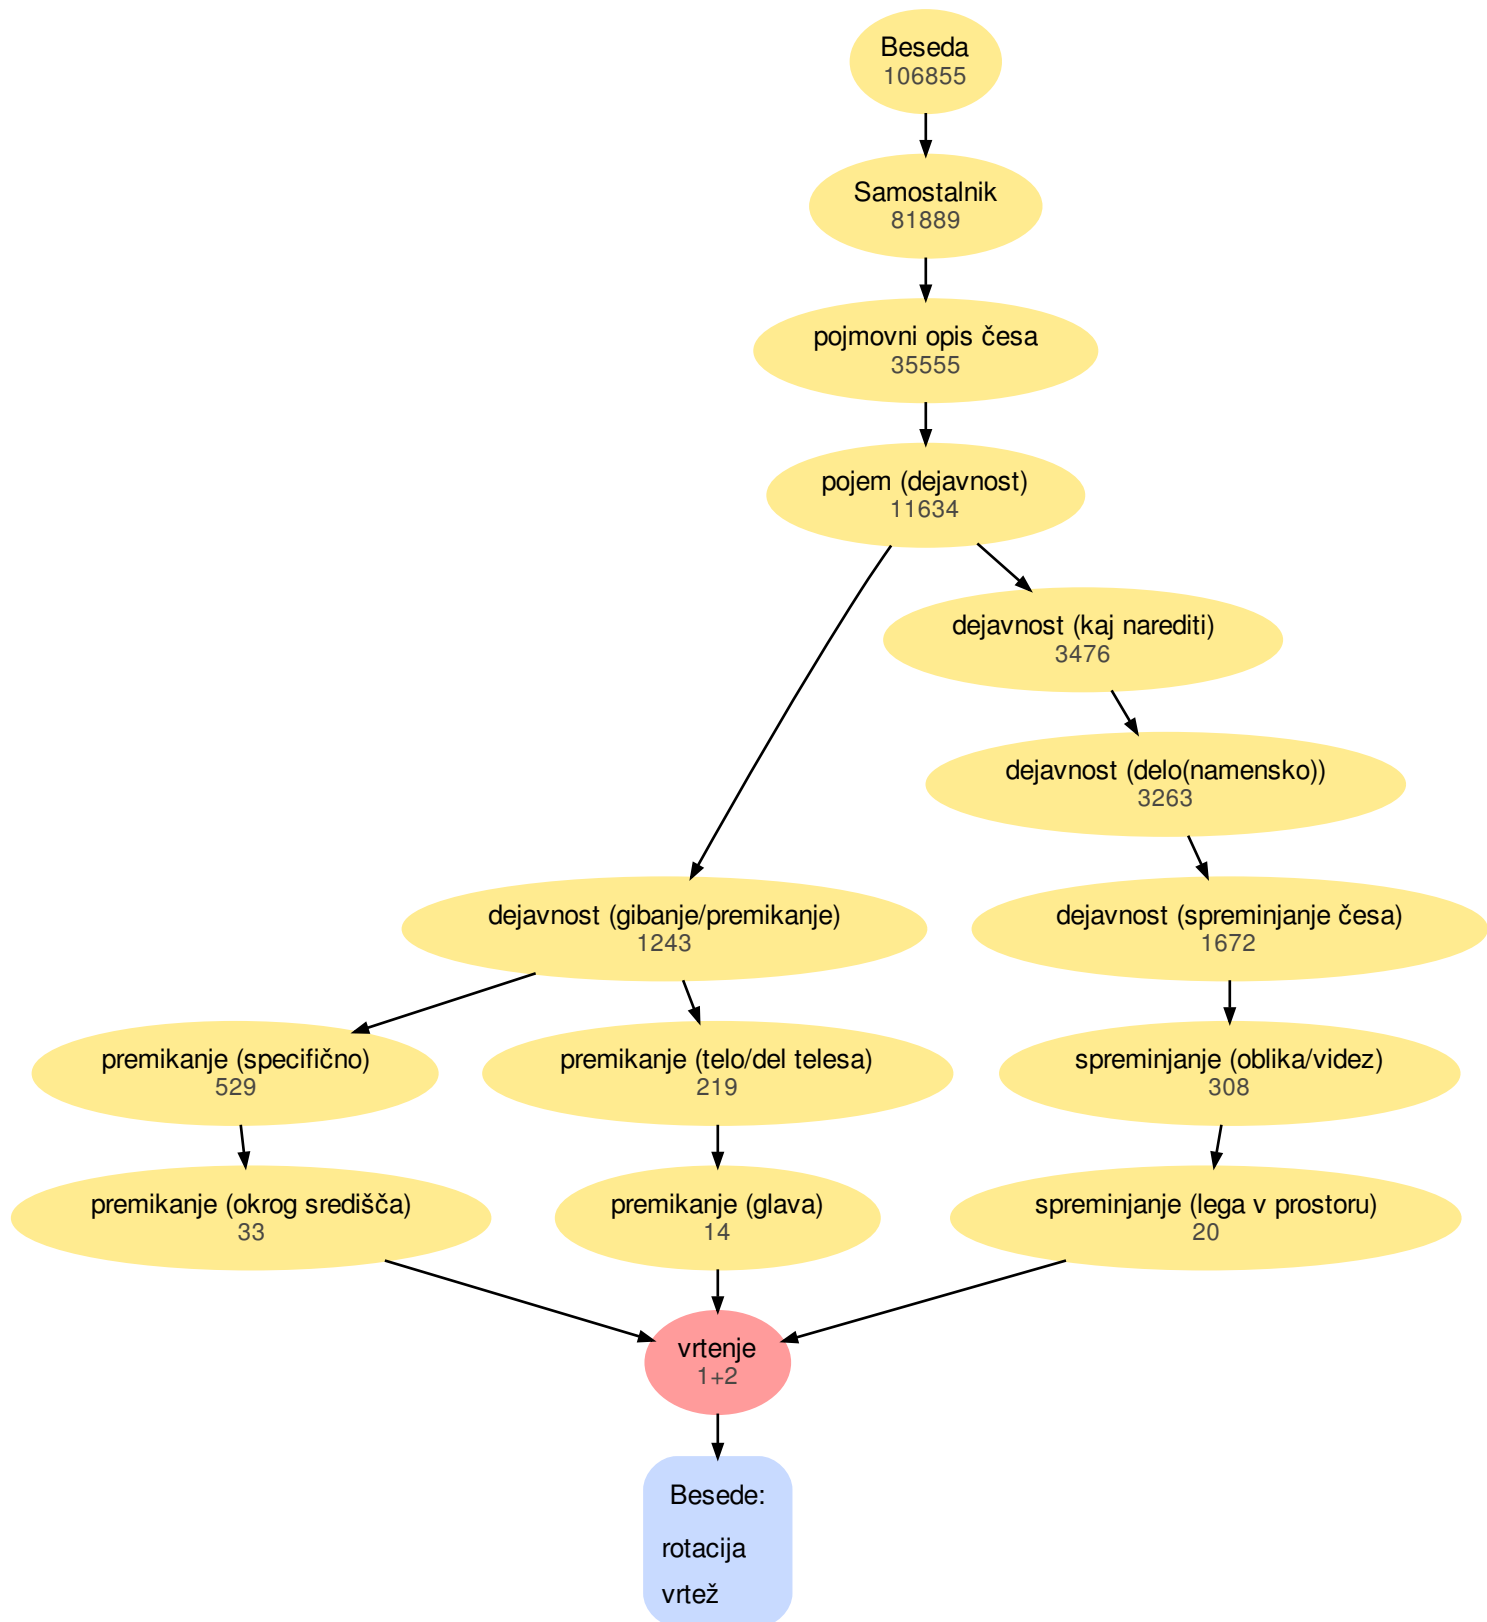 Beseda
106855
Samostalnik
81889
pojmovni opis česa
35555
pojem (dejavnost)
11634
dejavnost (kaj narediti)
3476
dejavnost (delo(namensko))
3263
dejavnost (gibanje/premikanje)
1243
dejavnost (spreminjanje česa)
1672
premikanje (specifično)
529
premikanje (telo/del telesa)
219
spreminjanje (oblika/videz)
308
premikanje (okrog središča)
33
premikanje (glava)
14
spreminjanje (lega v prostoru)
20
vrtenje
1+2
Besede:
rotacija
vrtež